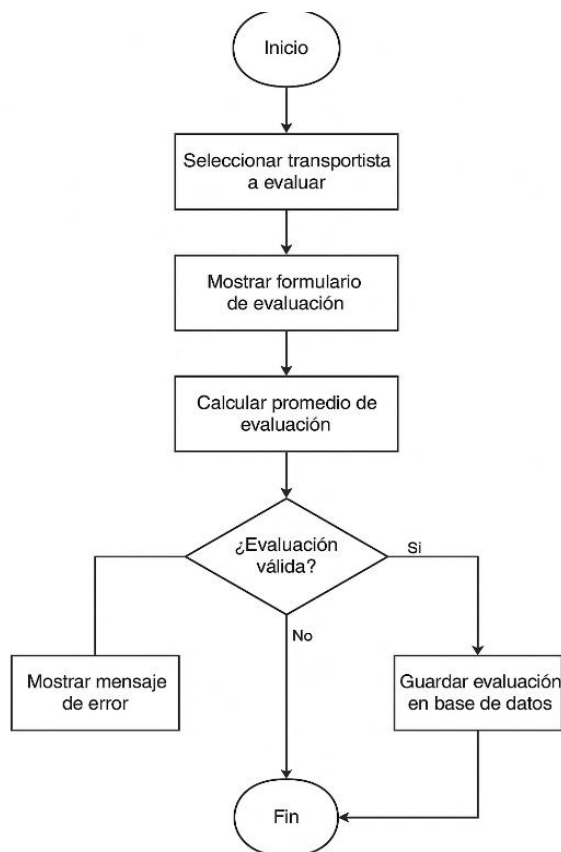 Inicio
Seleccionar transportista
a evaluar
Mostrar formulario
de evaluación
Calcular promedio de
evaluación
¿Evaluación
válida?
Si
No
Mostrar mensaje
de error
Guardar evaluación
en base de datos
Fin